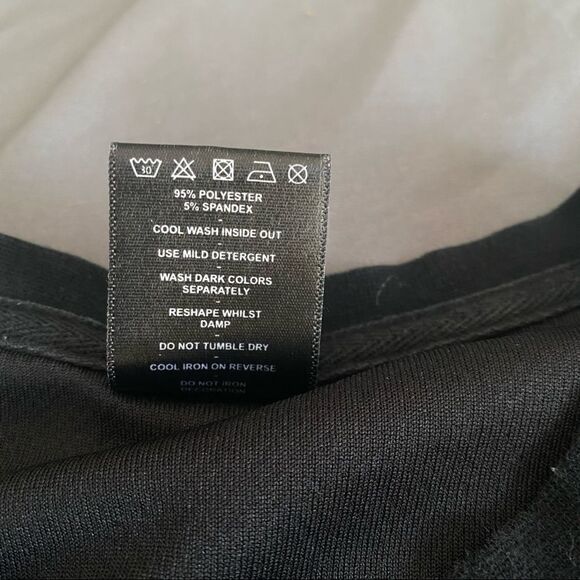 30
95% POLYESTER
5% SPANDEX
-
COOL WASH INSIDE OUT
-
USE MILD DETERGENT
-
WASH DARK COLORS
SEPARATELY
-
RESHAPE WHILST
DAMP
-
DO NOT TUMBLE DRY
-
COOL IRON ON REVERSE
-
DO NOT IRON
DECORATION